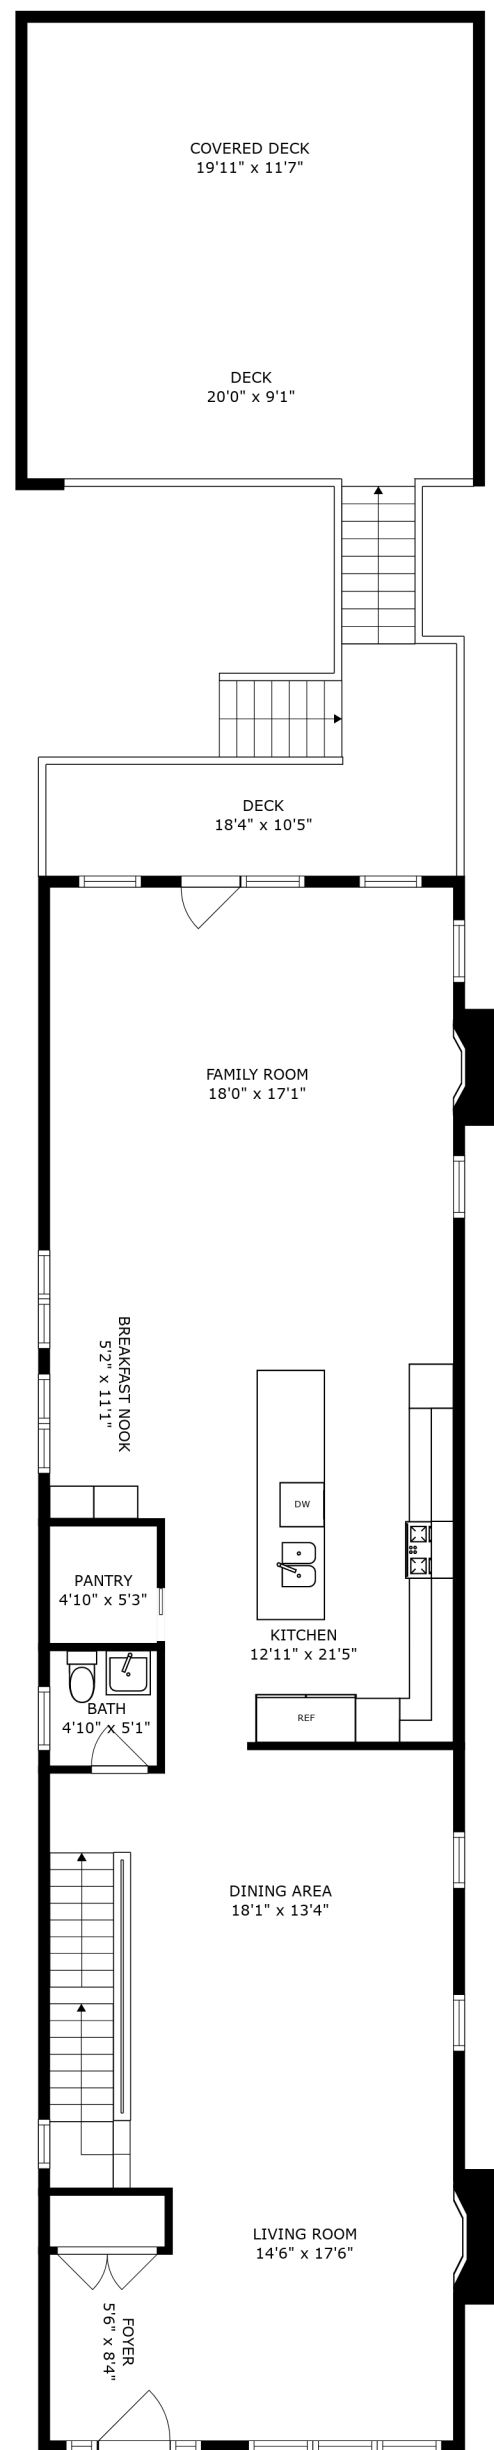 COVERED DECK
19'11" x 11'7"
DECK
20'0" x 9'1"
DECK
18'4" x 10'5"
FAMILY ROOM
18'0" x 17'1"
BREAKFAST NOOK
5'2" x 11'1"
DW
PANTRY
4'10" x 5'3"
KITCHEN
12'11" x 21'5"
BATH
4'10" x 5'1"
REF
DINING AREA
18'1" x 13'4"
LIVING ROOM
14'6" x 17'6"
FOYER
5'6" x 8'4"